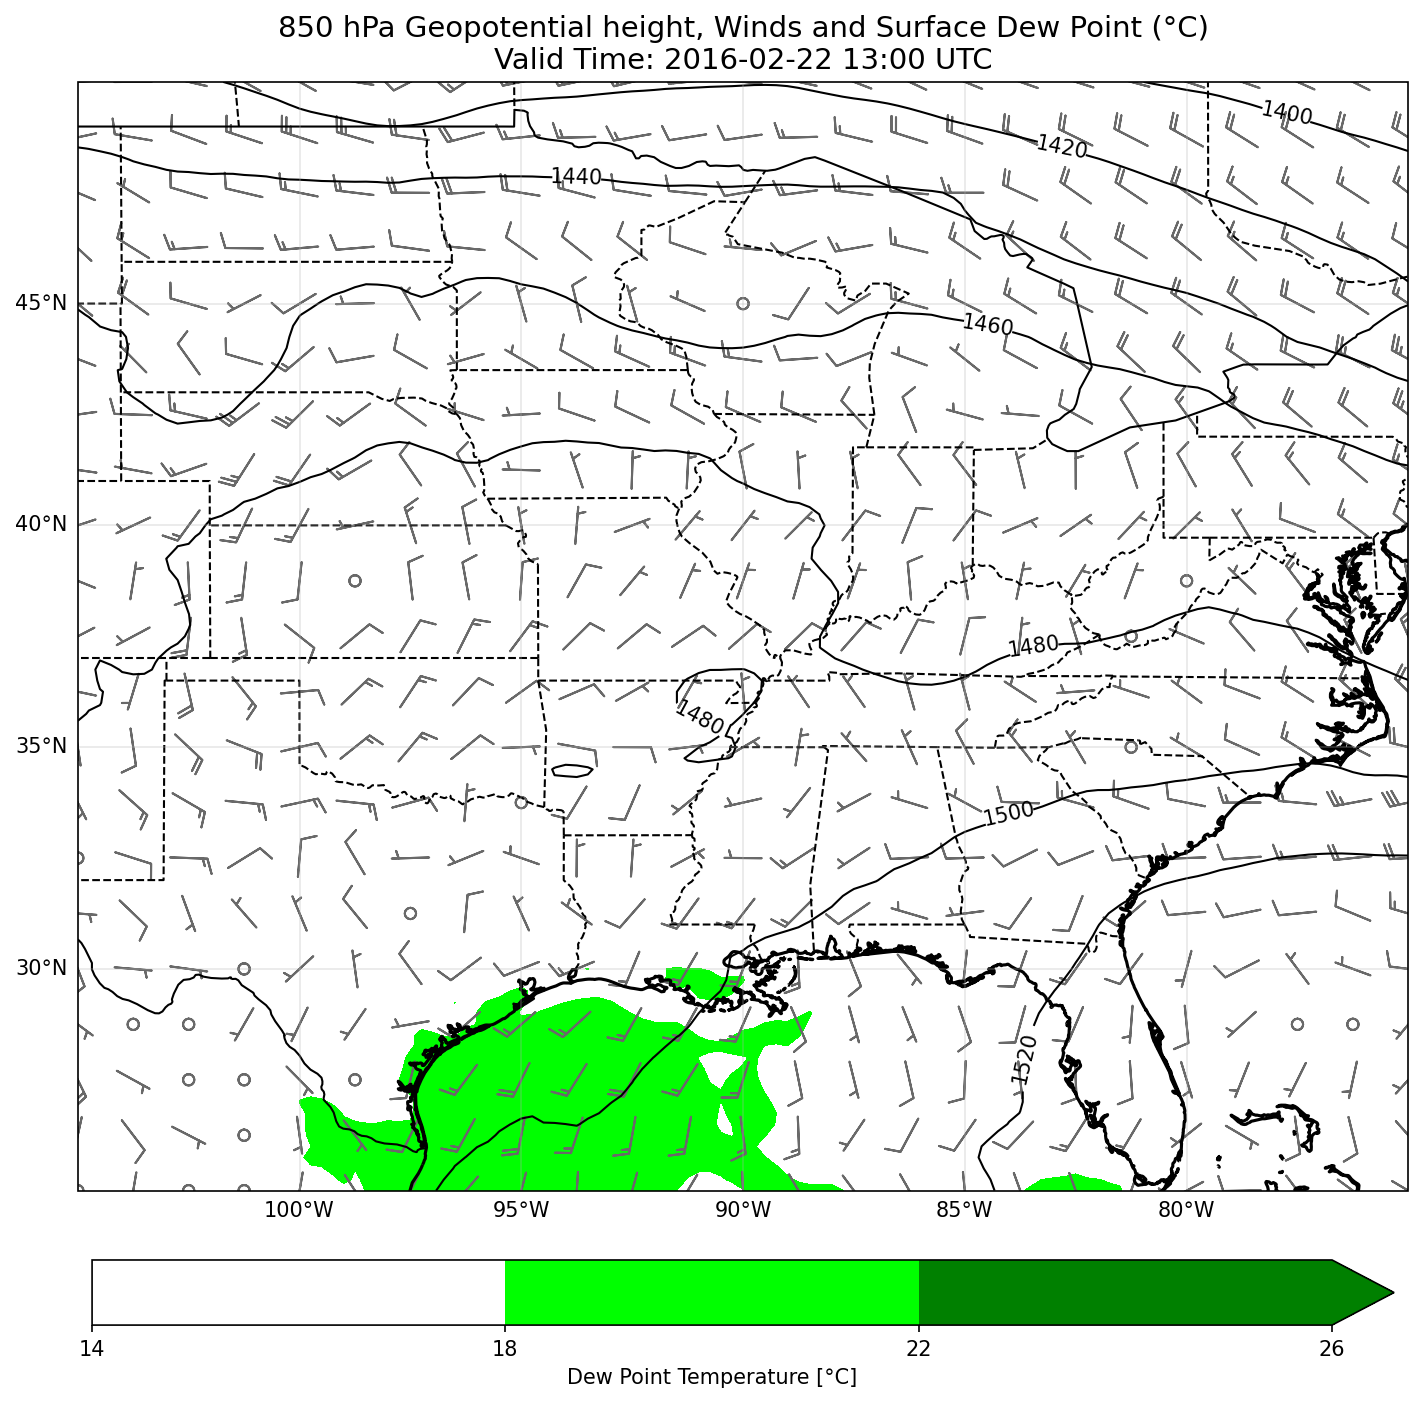 850 hPa Geopotential height, Winds and Surface Dew Point (°C)
Valid Time: 2016-02-22 13:00 UTC
1400
1420
1440
45°N
1460
40°N
1480
1480
35°N
1500
30°N
1520
100°W 95°W 90°W 85°W 80°W
14 18 22 26
Dew Point Temperature [°C]